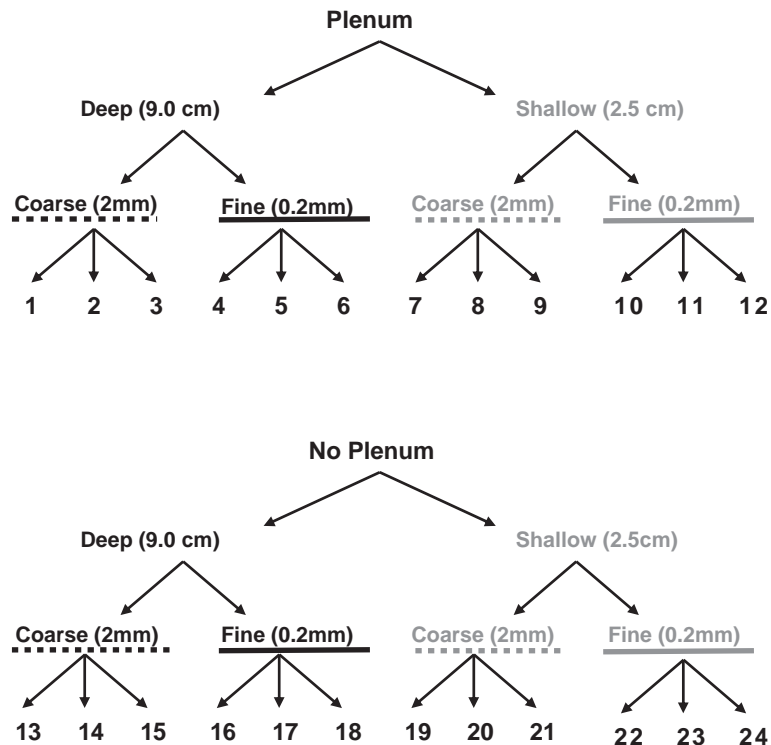 Plenum
Deep (9.0 cm) Shallow (2.5 cm)
Coarse (2mm) Fine (0.2mm) Coarse (2mm) Fine (0.2mm)
1 2 3 4 5 6 7 8 9 10 11 12
No Plenum
Deep (9.0 cm) Shallow (2.5cm)
Coarse (2mm) Fine (0.2mm) Coarse (2mm) Fine (0.2mm)
13 14 15 16 17 18 19 20 21 22 23 24